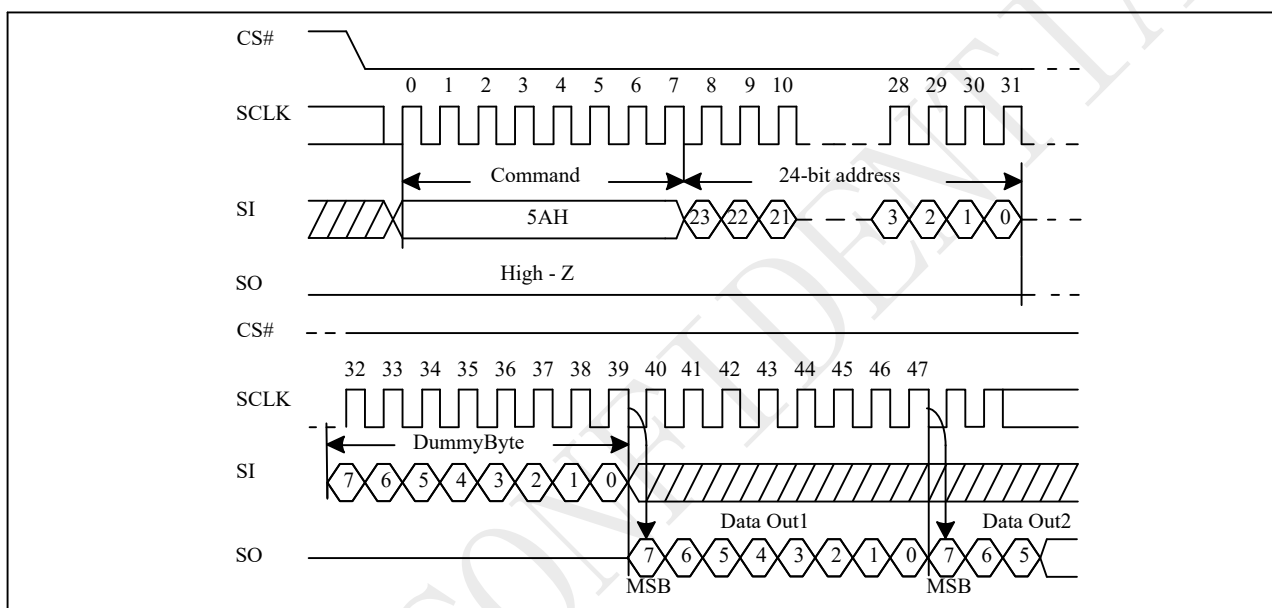 CS#
0 1 2 3 4 5 6 7 8 9 10 28 29 30 31
SCLK
Command 24-bit address
SI 5AH 23 22 21 3 2 1 0
High - Z
SO
CS#
32 33 34 35 36 37 38 39 40 41 42 43 44 45 46 47
SCLK
DummyByte
SI 7 6 5 4 3 2 1 0
Data Out1 Data Out2
SO 7 6 5 4 3 2 1 0 7 6 5
MSB MSB